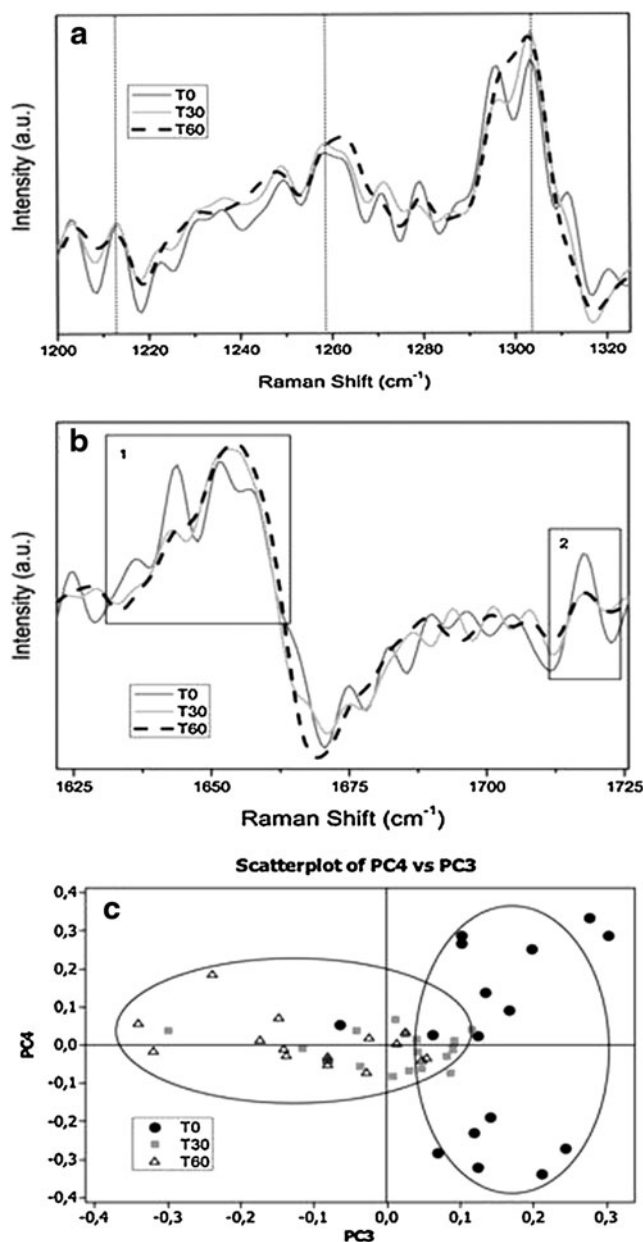 a
T0
T30
T60
Intensity (a.u.)
1200 1220 1240 1260 1280 1300 1320
Raman Shift (cm⁻¹)
b
1
2
T0
T30
T60
Intensity (a.u.)
1625 1650 1675 1700 1725
Raman Shift (cm⁻¹)
Scatterplot of PC4 vs PC3
c
0,4
0,3
0,2
0,1
0,0
-0,1
-0,2
-0,3
-0,4
PC4
T0
T30
T60
-0,4 -0,3 -0,2 -0,1 0,0 0,1 0,2 0,3
PC3